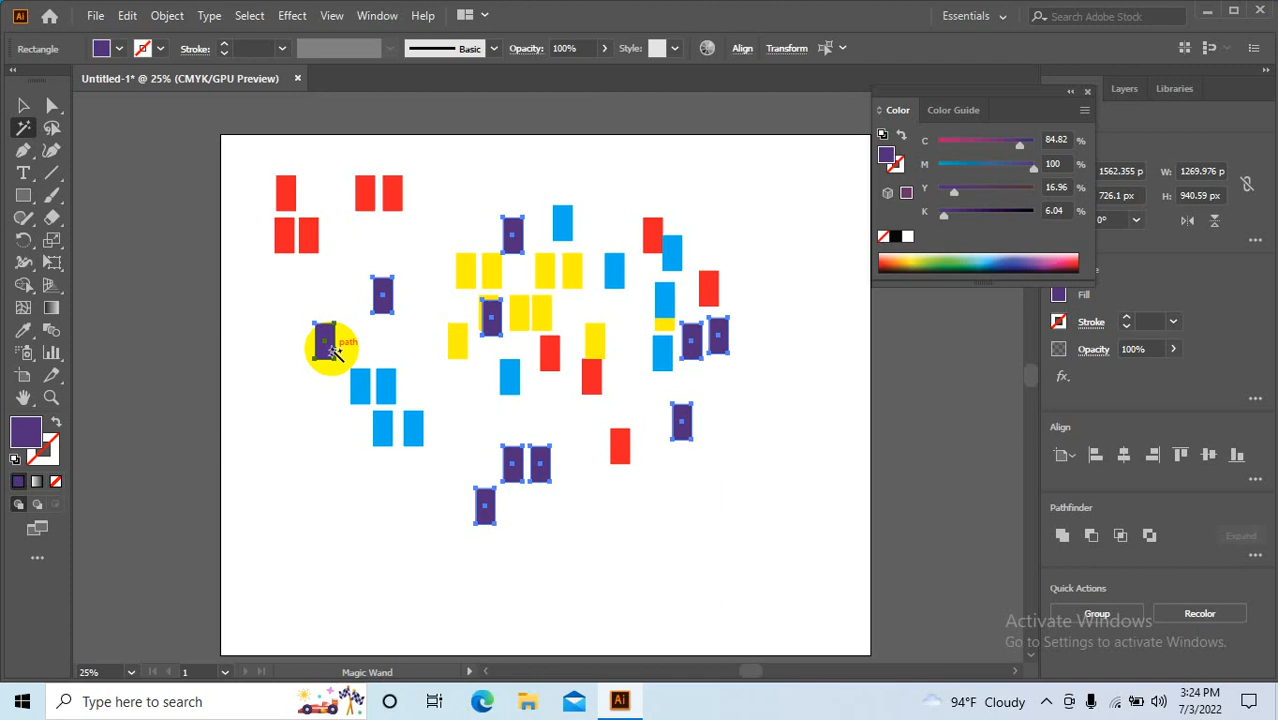 Ai File Edit Object Type Select Effect View Window Help Essentials Search Adobe Stock
Rectangle Stroke: Basic Opacity: 100% Style: Align Transform
Untitled-1* @ 25% (CMYK/GPU Preview)
Layers Libraries
Color Color Guide
C 84.82 %
M 100 %
Y 16.96 %
K 6.04 %
1562.355 p W: 1269.976 p
726.1 px H: 940.59 px
0°
Fill
Stroke
Opacity 100%
fx.
path
Align
Pathfinder
Expand
Quick Actions
Group Recolor
Activate Windows
Go to Settings to activate Windows.
25% 1 Magic Wand
Type here to search Ai 94°F Cloudy 3:24 PM
7/3/2022